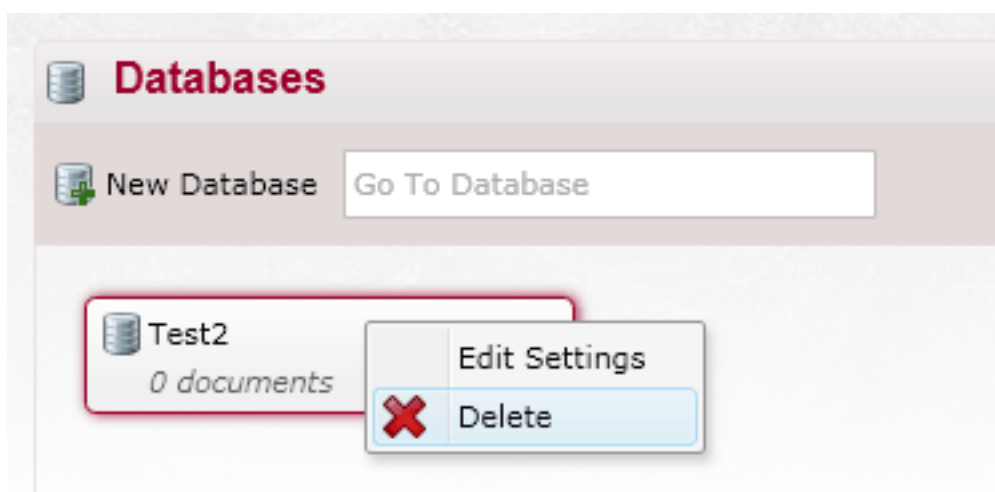 Databases
New Database
Go To Database
Test2
0 documents
Edit Settings
Delete